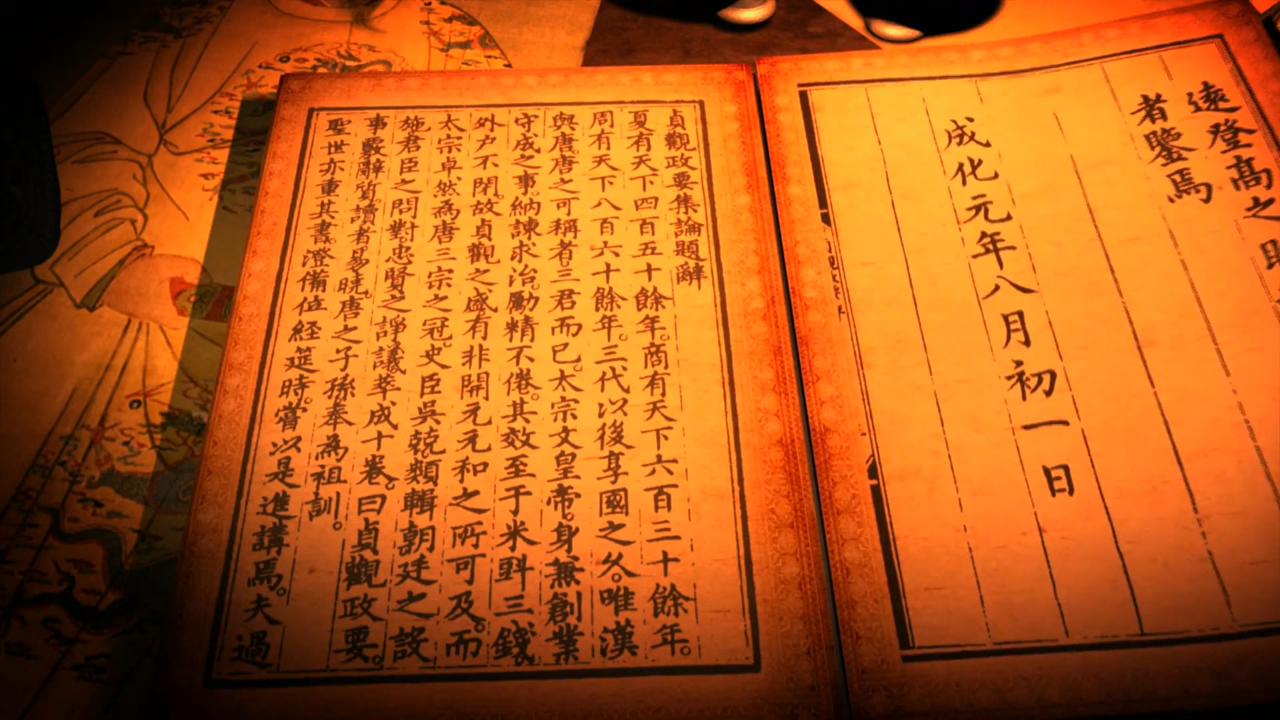 遠登高之
者鑒焉
成化元年八月初一日
貞觀政要集論題辭
夏有天下四百五十餘年。商有天下六百三十餘年。
周有天下八百六十餘年。三代以後享國之久。唯漢
與唐。唐之可稱者三君而已。太宗文皇帝。身兼創業
守成之事。納諫求治。勵精不倦。其效至于米㪷三錢。
外户不閉。故貞觀之盛有非開元元和之所可及。而
太宗卓然為唐三宗之冠。史臣吳兢類輯朝廷之設
施君臣之問對忠賢之諍議萃成十卷。曰貞觀政要。
事覈辭質。讀者易曉。唐之子孫奉為祖訓。
聖世亦重其書。澄備位經筵時。嘗以是進講焉。夫過